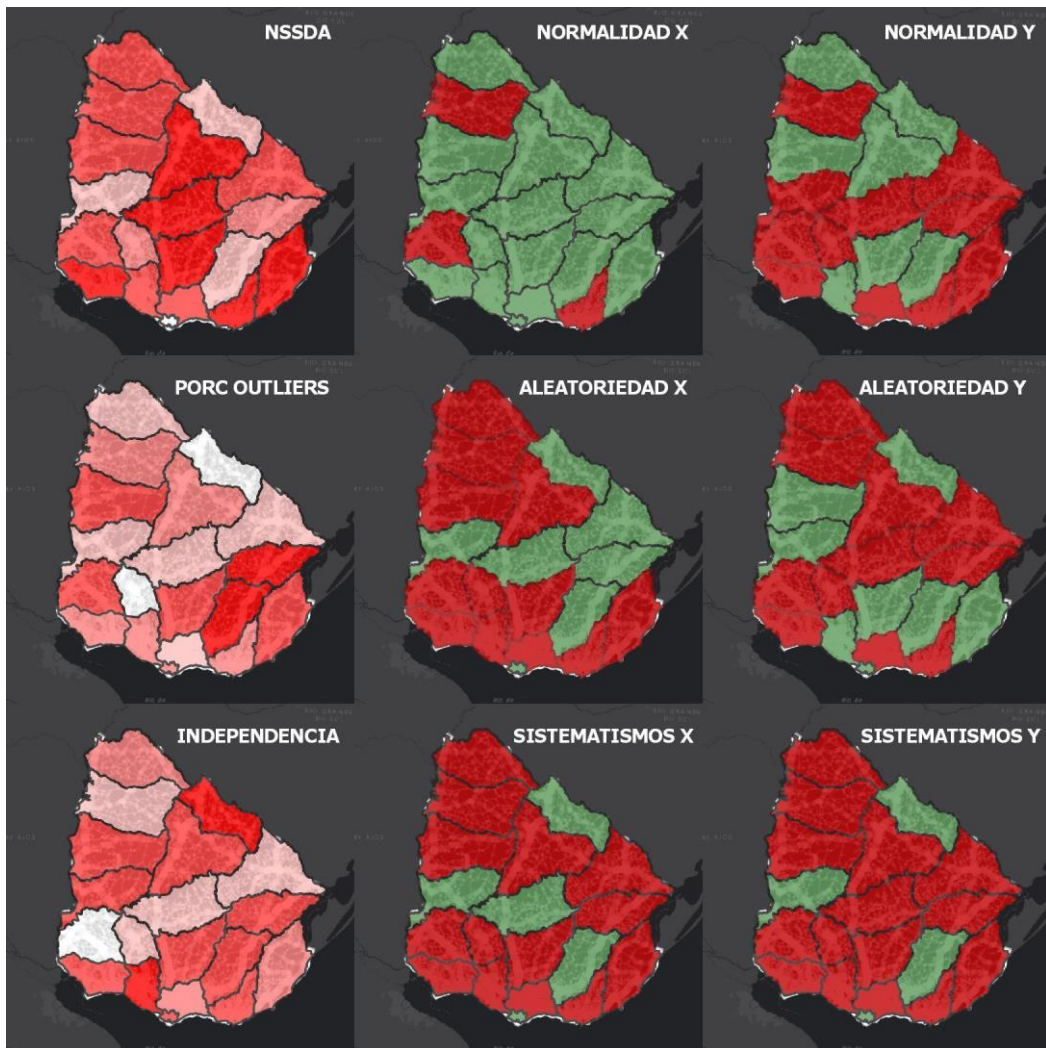 NSSDA
NORMALIDAD X
NORMALIDAD Y
PORC OUTLIERS
ALEATORIEDAD X
ALEATORIEDAD Y
INDEPENDENCIA
SISTEMATISMOS X
SISTEMATISMOS Y